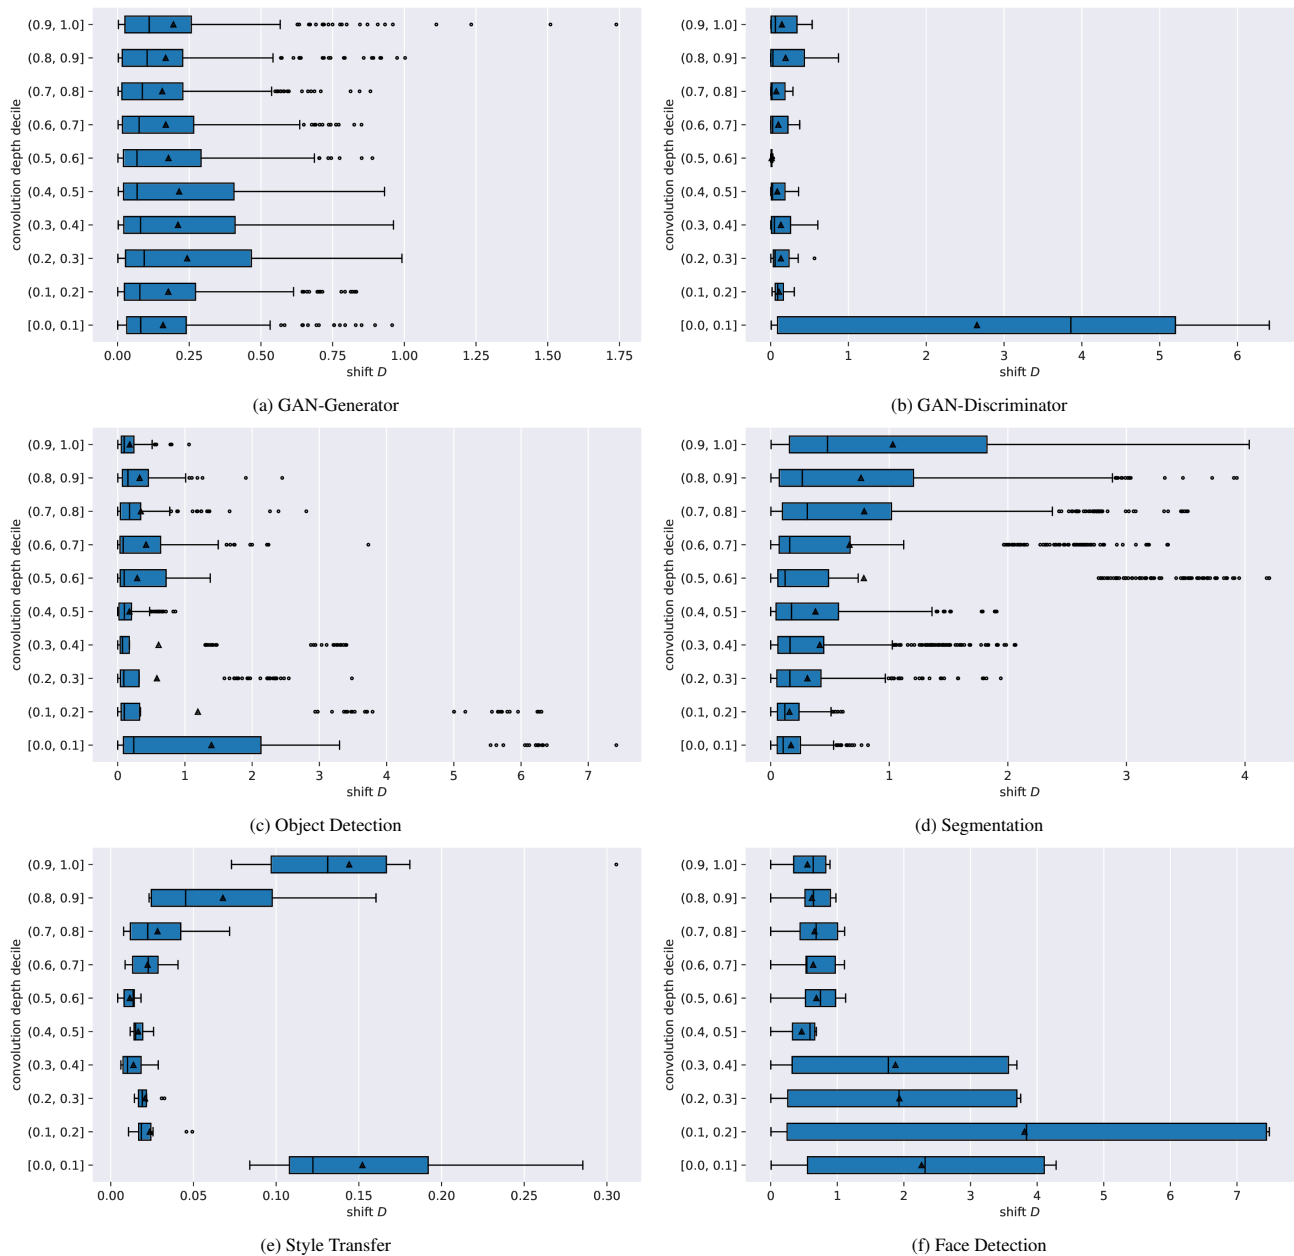 (0.9, 1.0]
(0.8, 0.9]
(0.7, 0.8]
(0.6, 0.7]
(0.5, 0.6]
(0.4, 0.5]
(0.3, 0.4]
(0.2, 0.3]
(0.1, 0.2]
[0.0, 0.1]
convolution depth decile
0.00 0.25 0.50 0.75 1.00 1.25 1.50 1.75
shift D
(a) GAN-Generator
(0.9, 1.0]
(0.8, 0.9]
(0.7, 0.8]
(0.6, 0.7]
(0.5, 0.6]
(0.4, 0.5]
(0.3, 0.4]
(0.2, 0.3]
(0.1, 0.2]
[0.0, 0.1]
convolution depth decile
0 1 2 3 4 5 6
shift D
(b) GAN-Discriminator
(0.9, 1.0]
(0.8, 0.9]
(0.7, 0.8]
(0.6, 0.7]
(0.5, 0.6]
(0.4, 0.5]
(0.3, 0.4]
(0.2, 0.3]
(0.1, 0.2]
[0.0, 0.1]
convolution depth decile
0 1 2 3 4 5 6 7
shift D
(c) Object Detection
(0.9, 1.0]
(0.8, 0.9]
(0.7, 0.8]
(0.6, 0.7]
(0.5, 0.6]
(0.4, 0.5]
(0.3, 0.4]
(0.2, 0.3]
(0.1, 0.2]
[0.0, 0.1]
convolution depth decile
0 1 2 3 4
shift D
(d) Segmentation
(0.9, 1.0]
(0.8, 0.9]
(0.7, 0.8]
(0.6, 0.7]
(0.5, 0.6]
(0.4, 0.5]
(0.3, 0.4]
(0.2, 0.3]
(0.1, 0.2]
[0.0, 0.1]
convolution depth decile
0.00 0.05 0.10 0.15 0.20 0.25 0.30
shift D
(e) Style Transfer
(0.9, 1.0]
(0.8, 0.9]
(0.7, 0.8]
(0.6, 0.7]
(0.5, 0.6]
(0.4, 0.5]
(0.3, 0.4]
(0.2, 0.3]
(0.1, 0.2]
[0.0, 0.1]
convolution depth decile
0 1 2 3 4 5 6 7
shift D
(f) Face Detection